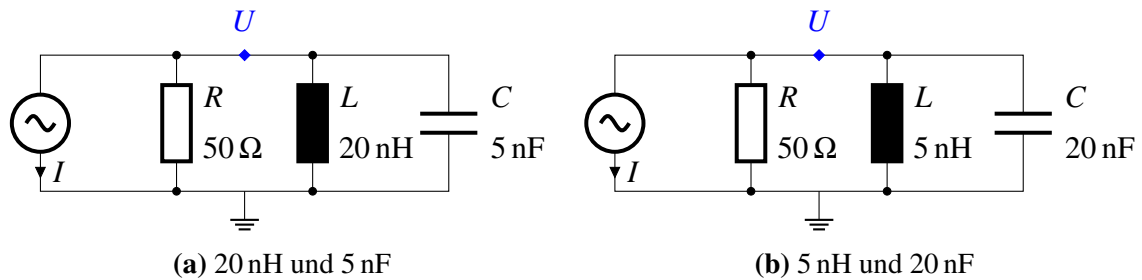 U
R
L
C
50 Ω
20 nH
5 nF
I
(a) 20 nH und 5 nF
U
R
L
C
50 Ω
5 nH
20 nF
I
(b) 5 nH und 20 nF